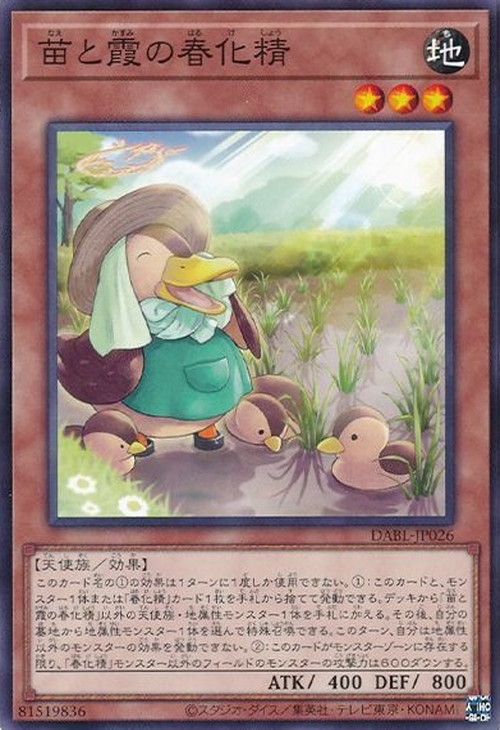 苗と霞の春化精
地
DABL-JP026
【天使族/効果】
このカード名の①の効果は1ターンに1度しか使用できない。①：このカードと、モン
スター1体または「春化精」カード1枚を手札から捨てて発動できる。デッキから「苗
と霞の春化精」以外の天使族・地属性モンスター1体を手札にかえる。その後、自分の
墓地から地属性モンスター1体を選んで特殊召喚できる。このターン、自分は地属性
以外のモンスターの効果を発動できない。②：このカードがモンスターゾーンに存在する
限り、「春化精」モンスター以外のフィールドのモンスターの攻撃力は600ダウンする。
ATK/ 400 DEF/ 800
81519836
©スタジオ・ダイス/集英社・テレビ東京・KONAMI